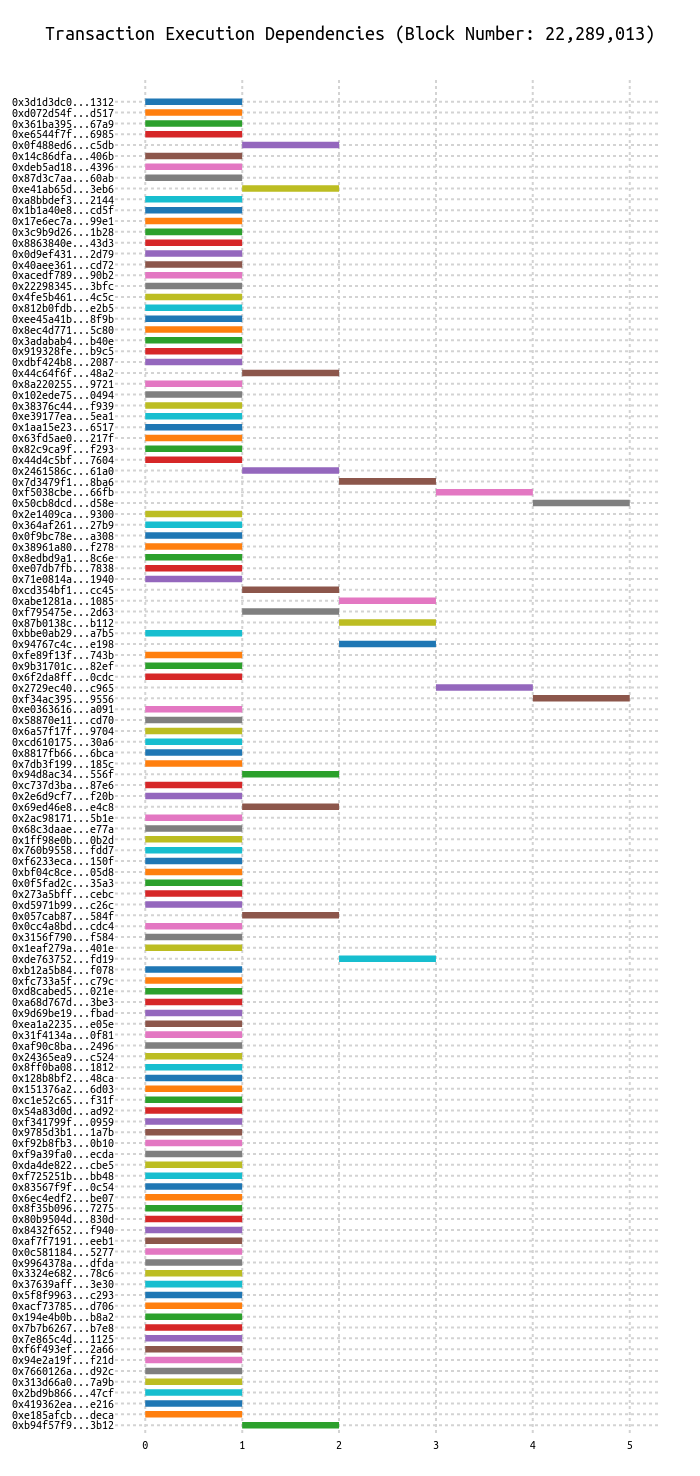 Transaction Execution Dependencies (Block Number: 22,289,013)
0x3d1d3dc0...1312
0xd072d54f...d517
0x361ba395...67a9
0xe6544f7f...6985
0x0f488ed6...c5db
0x14c86dfa...406b
0xdeb5ad18...4396
0x87d3c7aa...60ab
0xe41ab65d...3eb6
0xa8bbdef3...2144
0x1b1a40e8...cd5f
0x17e6ec7a...99e1
0x3c9b9d26...1b28
0x8863840e...43d3
0x0d9ef431...2d79
0x40aee361...cd72
0xacedf789...90b2
0x22298345...3bfc
0x4fe5b461...4c5c
0x812b0fdb...e2b5
0xee45a41b...8f9b
0x8ec4d771...5c80
0x3adabab4...b40e
0x919328fe...b9c5
0xdbf424b8...2087
0x44c64f6f...48a2
0x8a220255...9721
0x102ede75...0494
0x38376c44...f939
0xe39177ea...5ea1
0x1aa15e23...6517
0x63fd5ae0...217f
0x82c9ca9f...f293
0x44d4c5bf...7604
0x2461586c...61a0
0x7d3479f1...8ba6
0xf5038cbe...66fb
0x50cb8dcd...d58e
0x2e1409ca...9300
0x364af261...27b9
0x0f9bc78e...a308
0x38961a80...f278
0x8edbd9a1...8c6e
0xe07db7fb...7838
0x71e0814a...1940
0xcd354bf1...cc45
0xabe1281a...1085
0xf795475e...2d63
0x87b0138c...b112
0xbbe0ab29...a7b5
0x94767c4c...e198
0xfe89f13f...743b
0x9b31701c...82ef
0x6f2da8ff...0cdc
0x2729ec40...c965
0xf34ac395...9556
0xe0363616...a091
0x58870e11...cd70
0x6a57f17f...9704
0xcd610175...30a6
0x8817fb66...6bca
0x7db3f199...185c
0x94d8ac34...556f
0xc737d3ba...87e6
0x2e6d9cf7...f20b
0x69ed46e8...e4c8
0x2ac98171...5b1e
0x68c3daae...e77a
0x1ff98e0b...0b2d
0x760b9558...fdd7
0xf6233eca...150f
0xbf04c8ce...05d8
0x0f5fad2c...35a3
0x273a5bff...cebc
0xd5971b99...c26c
0x057cab87...584f
0x0cc4a8bd...cdc4
0x3156f790...f584
0x1eaf279a...401e
0xde763752...fd19
0xb12a5b84...f078
0xfc733a5f...c79c
0xd8cabed5...021e
0xa68d767d...3be3
0x9d69be19...fbad
0xea1a2235...e05e
0x31f4134a...0f81
0xaf90c8ba...2496
0x24365ea9...c524
0x8ff0ba08...1812
0x128b8bf2...48ca
0x151376a2...6d03
0xc1e52c65...f31f
0x54a83d0d...ad92
0xf341799f...0959
0x9785d3b1...1a7b
0xf92b8fb3...0b10
0xf9a39fa0...ecda
0xda4de822...cbe5
0xf725251b...bb48
0x83567f9f...0c54
0x6ec4edf2...be07
0x8f35b096...7275
0x80b9504d...830d
0x8432f652...f940
0xaf7f7191...eeb1
0x0c581184...5277
0x9964378a...dfda
0x3324e682...78c6
0x37639aff...3e30
0x5f8f9963...c293
0xacf73785...d706
0x194e4b0b...b8a2
0x7b7b6267...b7e8
0x7e865c4d...1125
0xf6f493ef...2a66
0x94e2a19f...f21d
0x7660126a...d92c
0x313d66a0...7a9b
0x2bd9b866...47cf
0x419362ea...e216
0xe185afcb...deca
0xb94f57f9...3b12
0 1 2 3 4 5